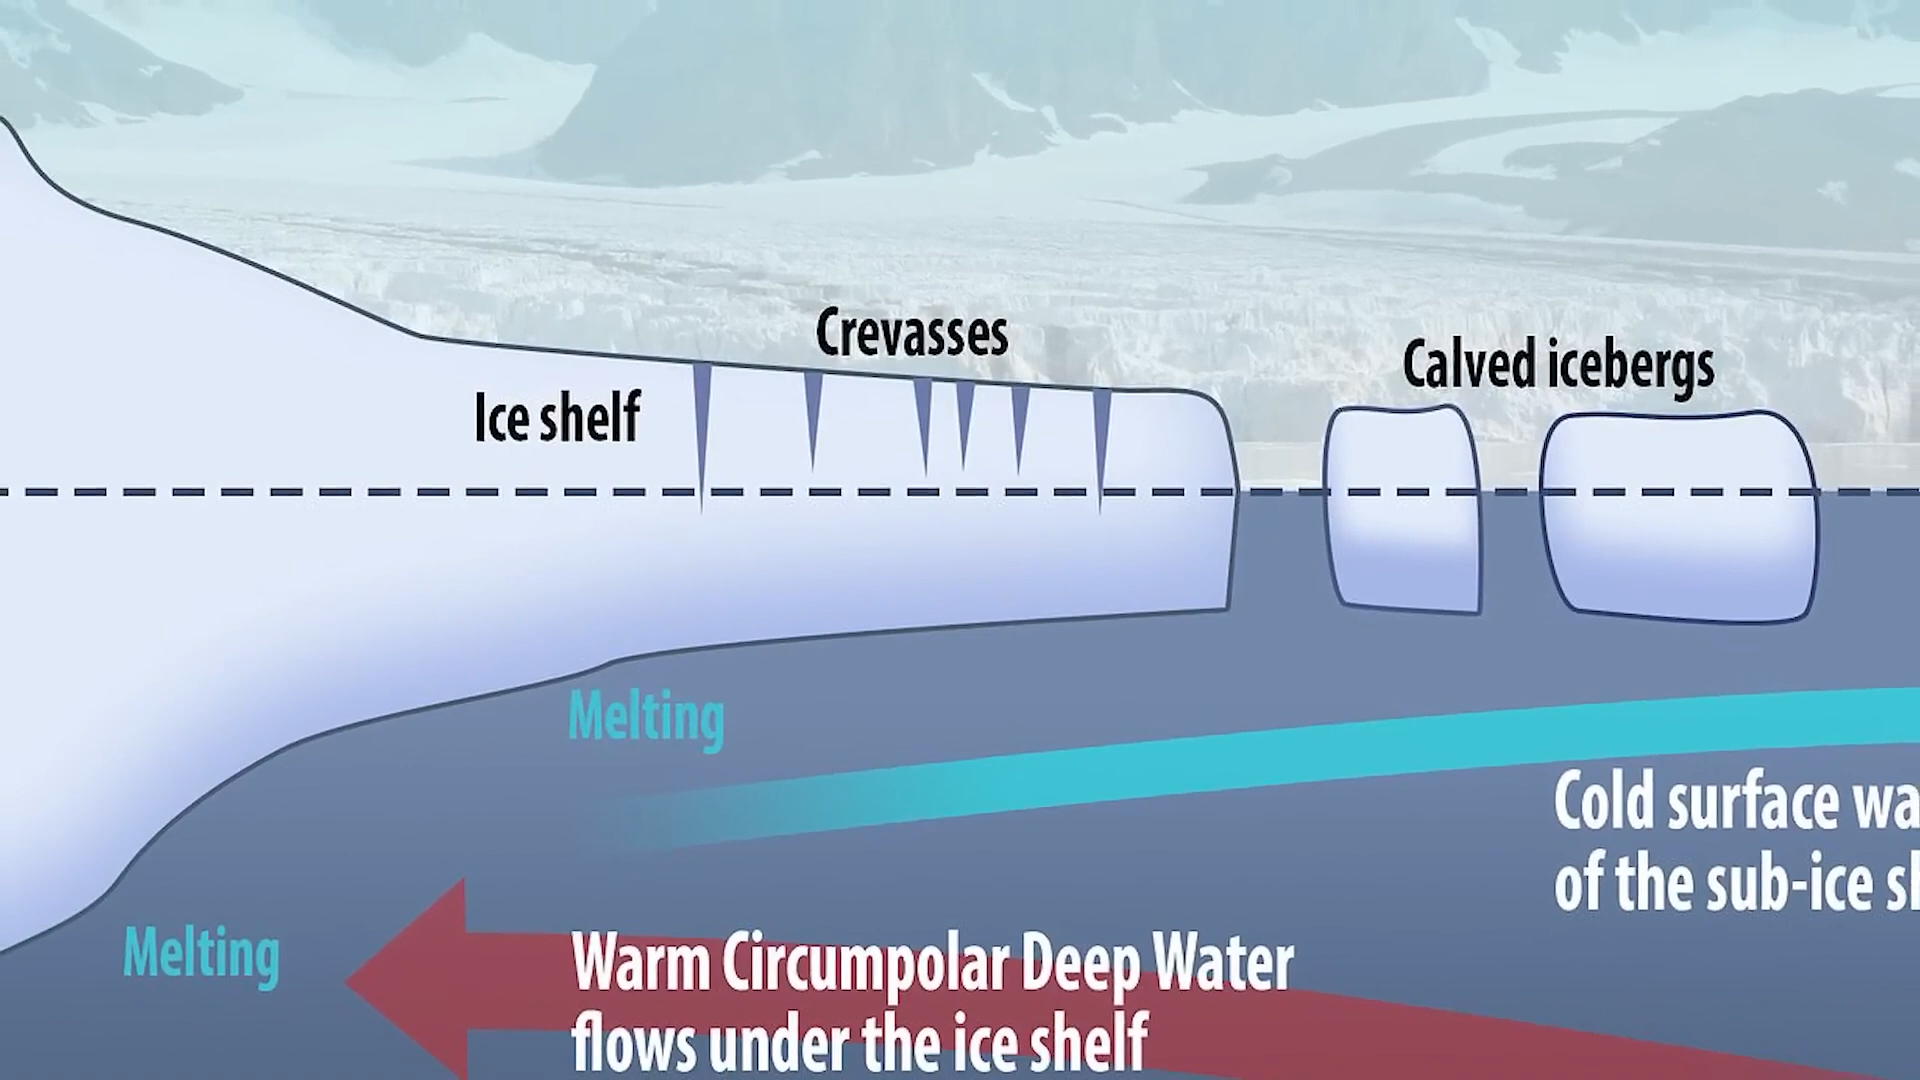 Crevasses
Calved icebergs
Ice shelf
Melting
Cold surface
of the sub-ice
Melting
Warm Circumpolar Deep Water
flows under the ice shelf